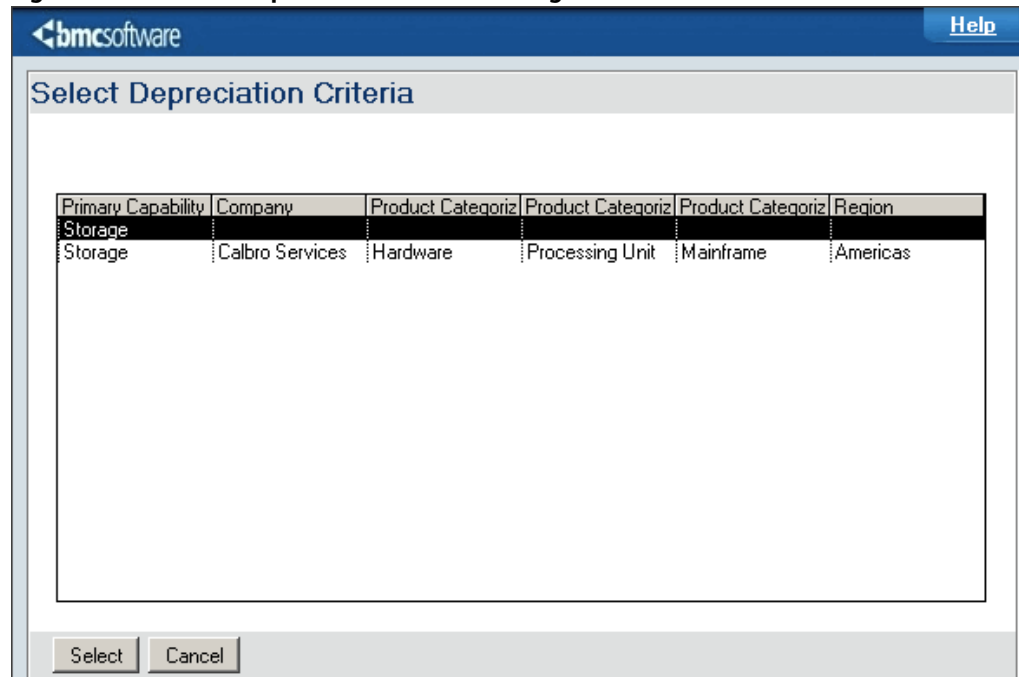 bmcsoftware
Help
Select Depreciation Criteria
Primary Capability Company Product Categoriz Product Categoriz Product Categoriz Region
Storage
Storage Calbro Services Hardware Processing Unit Mainframe Americas
Select Cancel